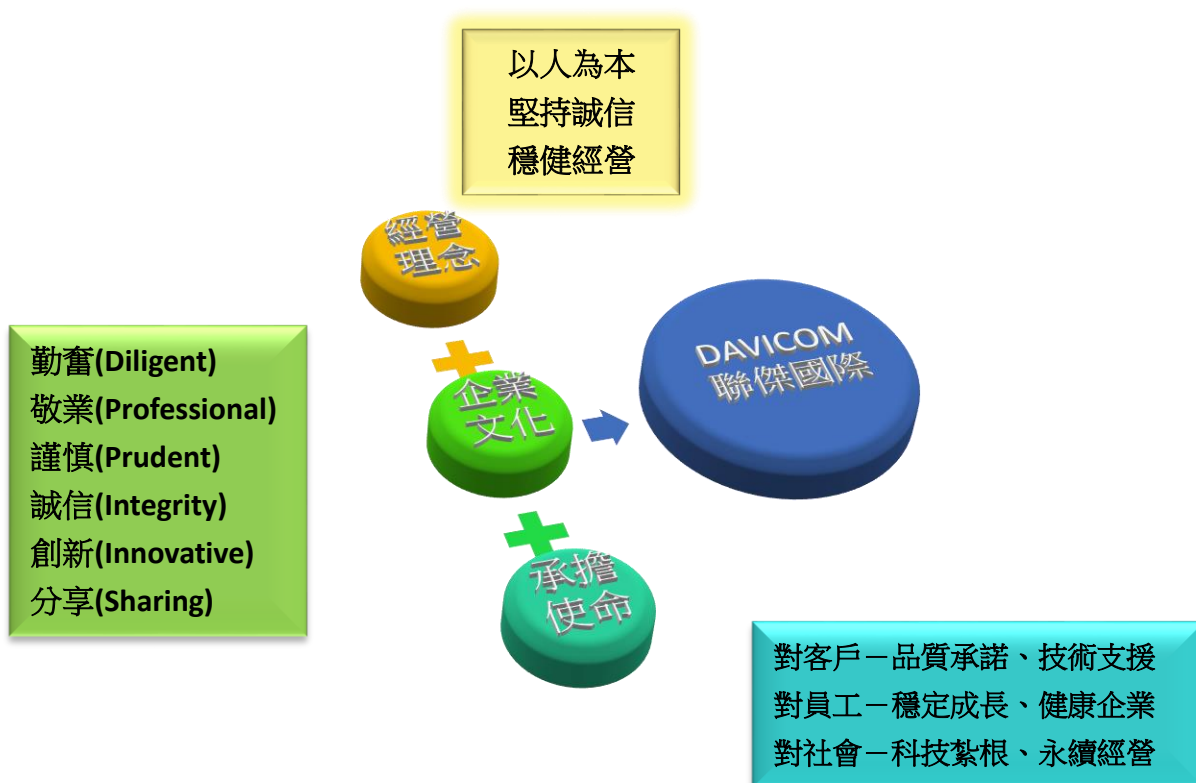 以人為本
堅持誠信
穩健經營
經營
理念
DAVICOM
聯傑國際
勤奮(Diligent)
敬業(Professional)
謹慎(Prudent)
誠信(Integrity)
創新(Innovative)
分享(Sharing)
企業
文化
承擔
使命
對客戶－品質承諾、技術支援
對員工－穩定成長、健康企業
對社會－科技紮根、永續經營